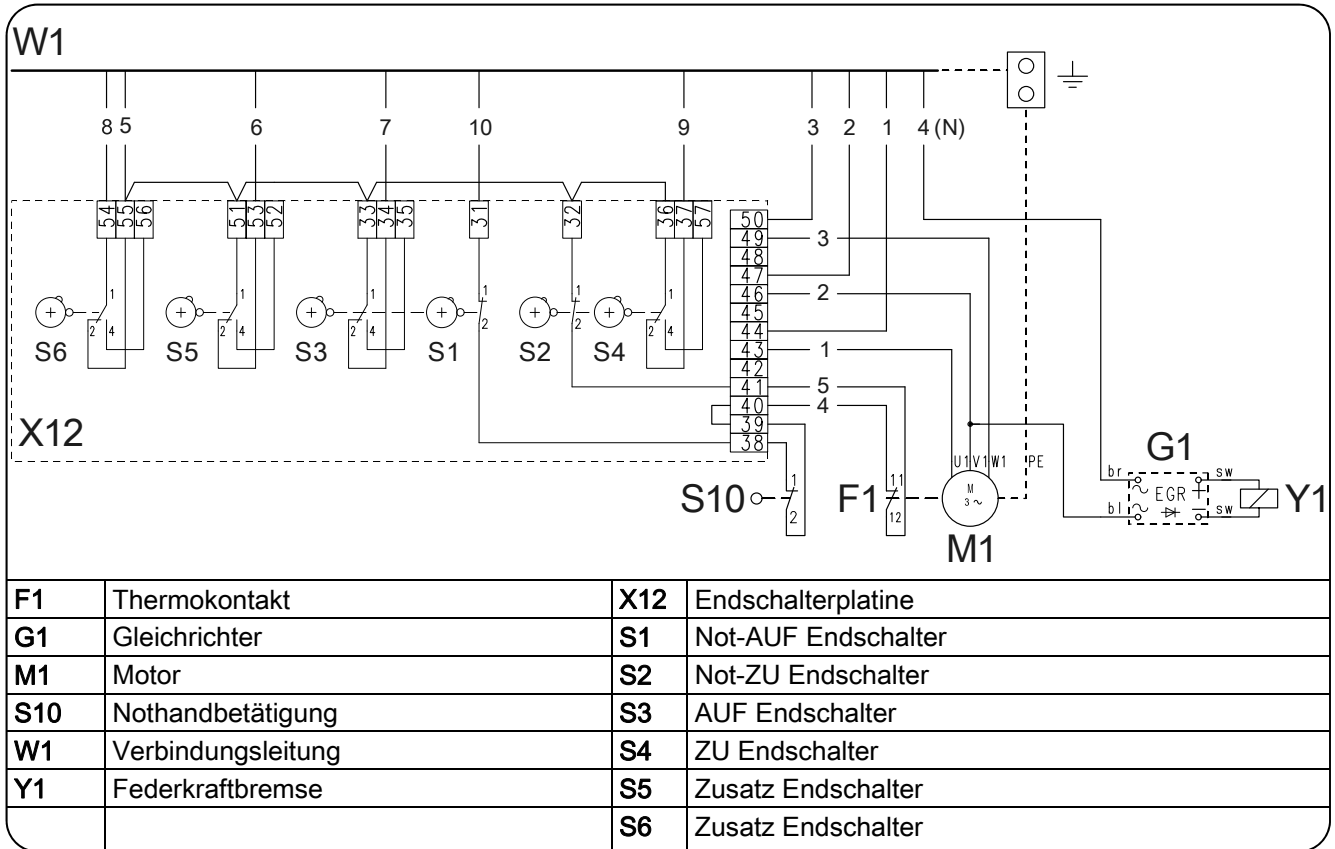 W1
8 5 6 7 10 9 3 2 1 4 (N)
54 55 56 51 53 52 33 34 35 31 32 36 37 57
50
49 3
48
47
46 2
45
44
43 1
42
41 5
40 4
39
38
1 1 1 1 1 1
2 4 2 4 2 4 2 2 2 4
S6 S5 S3 S1 S2 S4
X12
S10 1 2
F1 11 12
U1 V1 W1 PE
M 3 ~
M1
G1
br sw
~ EGR +
bl ~ – sw
Y1
F1 Thermokontakt X12 Endschalterplatine
G1 Gleichrichter S1 Not-AUF Endschalter
M1 Motor S2 Not-ZU Endschalter
S10 Nothandbetätigung S3 AUF Endschalter
W1 Verbindungsleitung S4 ZU Endschalter
Y1 Federkraftbremse S5 Zusatz Endschalter
S6 Zusatz Endschalter